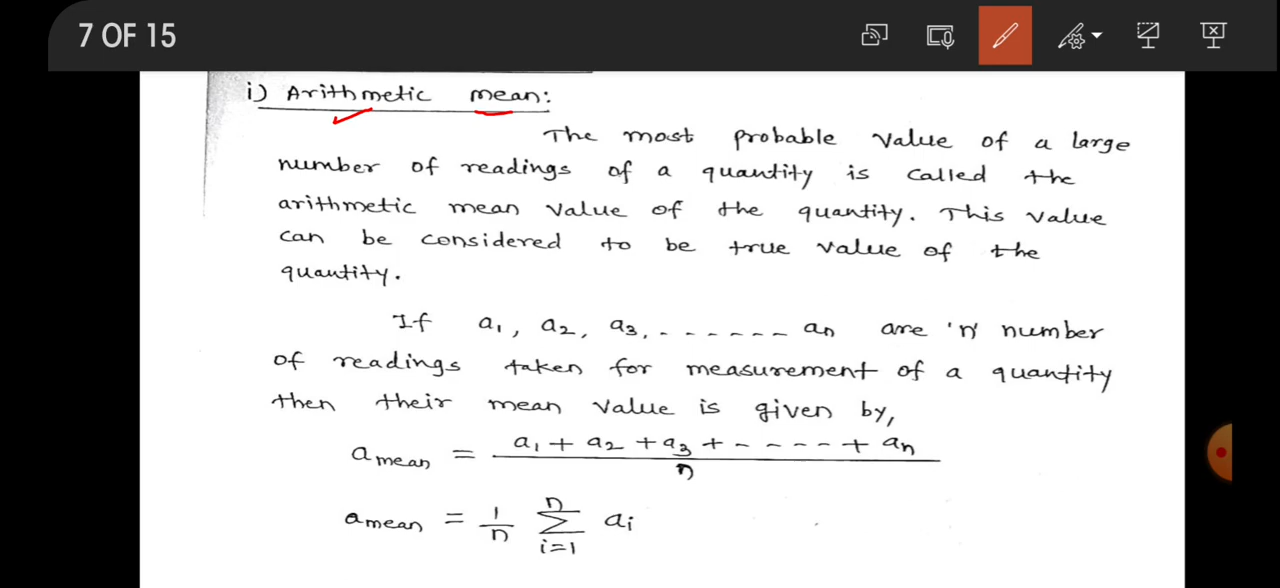 7 OF 15
i) Arithmetic mean:
The most probable value of a large
number of readings of a quantity is called the
arithmetic mean value of the quantity. This value
can be considered to be true value of the
quantity.
If a₁, a₂, a₃, - - - - - - aₙ are 'n' number
of readings taken for measurement of a quantity
then their mean value is given by,
a mean = (a₁ + a₂ + a₃ + - - - - - + aₙ) / n
a mean = 1/n Σ_{i=1}^{n} aᵢ